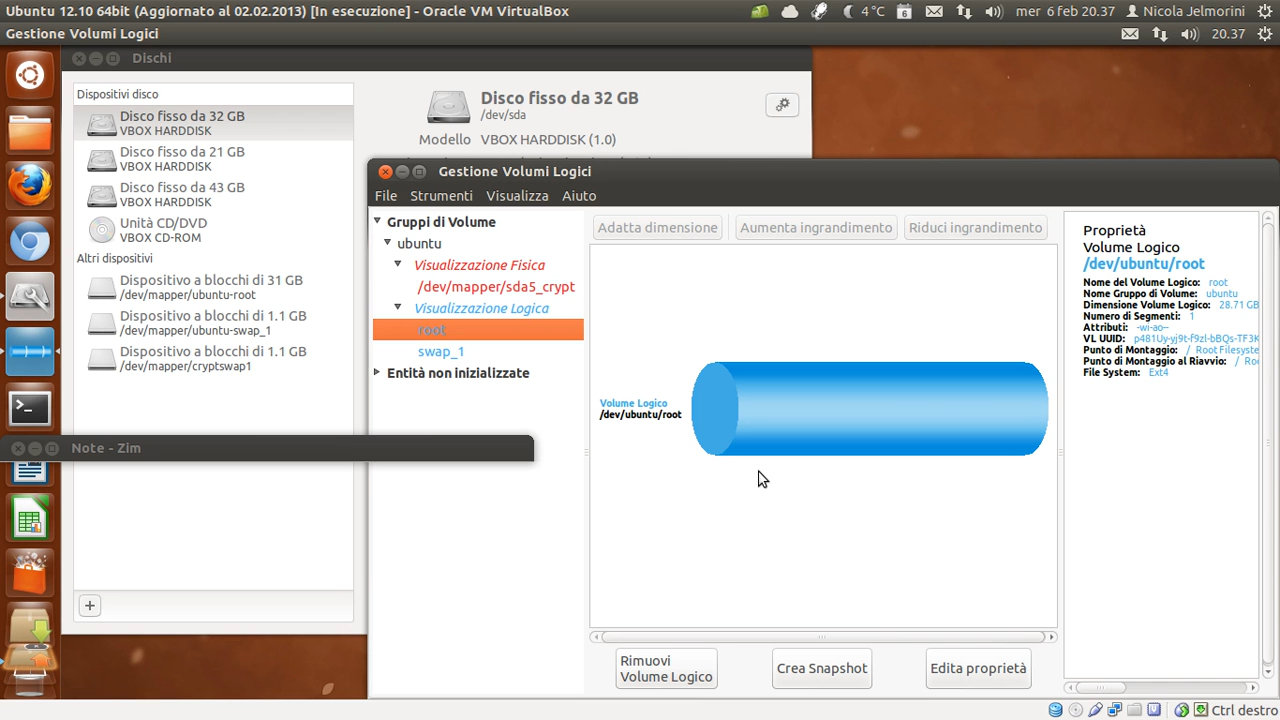 Ubuntu 12.10 64bit (Aggiornato al 02.02.2013) [In esecuzione] - Oracle VM VirtualBox
4 °C
6
mer 6 feb 20.37
Nicola Jelmorini
Gestione Volumi Logici
20.37
Dischi
Dispositivi disco
Disco fisso da 32 GB
VBOX HARDDISK
Disco fisso da 21 GB
VBOX HARDDISK
Disco fisso da 43 GB
VBOX HARDDISK
Unità CD/DVD
VBOX CD-ROM
Altri dispositivi
Dispositivo a blocchi di 31 GB
/dev/mapper/ubuntu-root
Dispositivo a blocchi di 1.1 GB
/dev/mapper/ubuntu-swap_1
Dispositivo a blocchi di 1.1 GB
/dev/mapper/cryptswap1
Disco fisso da 32 GB
/dev/sda
Modello VBOX HARDDISK (1.0)
Note - Zim
Gestione Volumi Logici
File Strumenti Visualizza Aiuto
Gruppi di Volume
ubuntu
Visualizzazione Fisica
/dev/mapper/sda5_crypt
Visualizzazione Logica
root
swap_1
Entità non inizializzate
Adatta dimensione
Aumenta ingrandimento
Riduci ingrandimento
Volume Logico
/dev/ubuntu/root
Rimuovi
Volume Logico
Crea Snapshot
Edita proprietà
Proprietà
Volume Logico
/dev/ubuntu/root
Nome del Volume Logico: root
Nome Gruppo di Volume: ubuntu
Dimensione Volume Logico: 28.71 GB
Numero di Segmenti: 1
Attributi: -wi-ao--
VL UUID: p481Uy-yj9t-f9zl-bBQs-TF3K
Punto di Montaggio: / Root Filesyste
Punto di Montaggio al Riavvio: / Ro
File System: Ext4
Ctrl destro